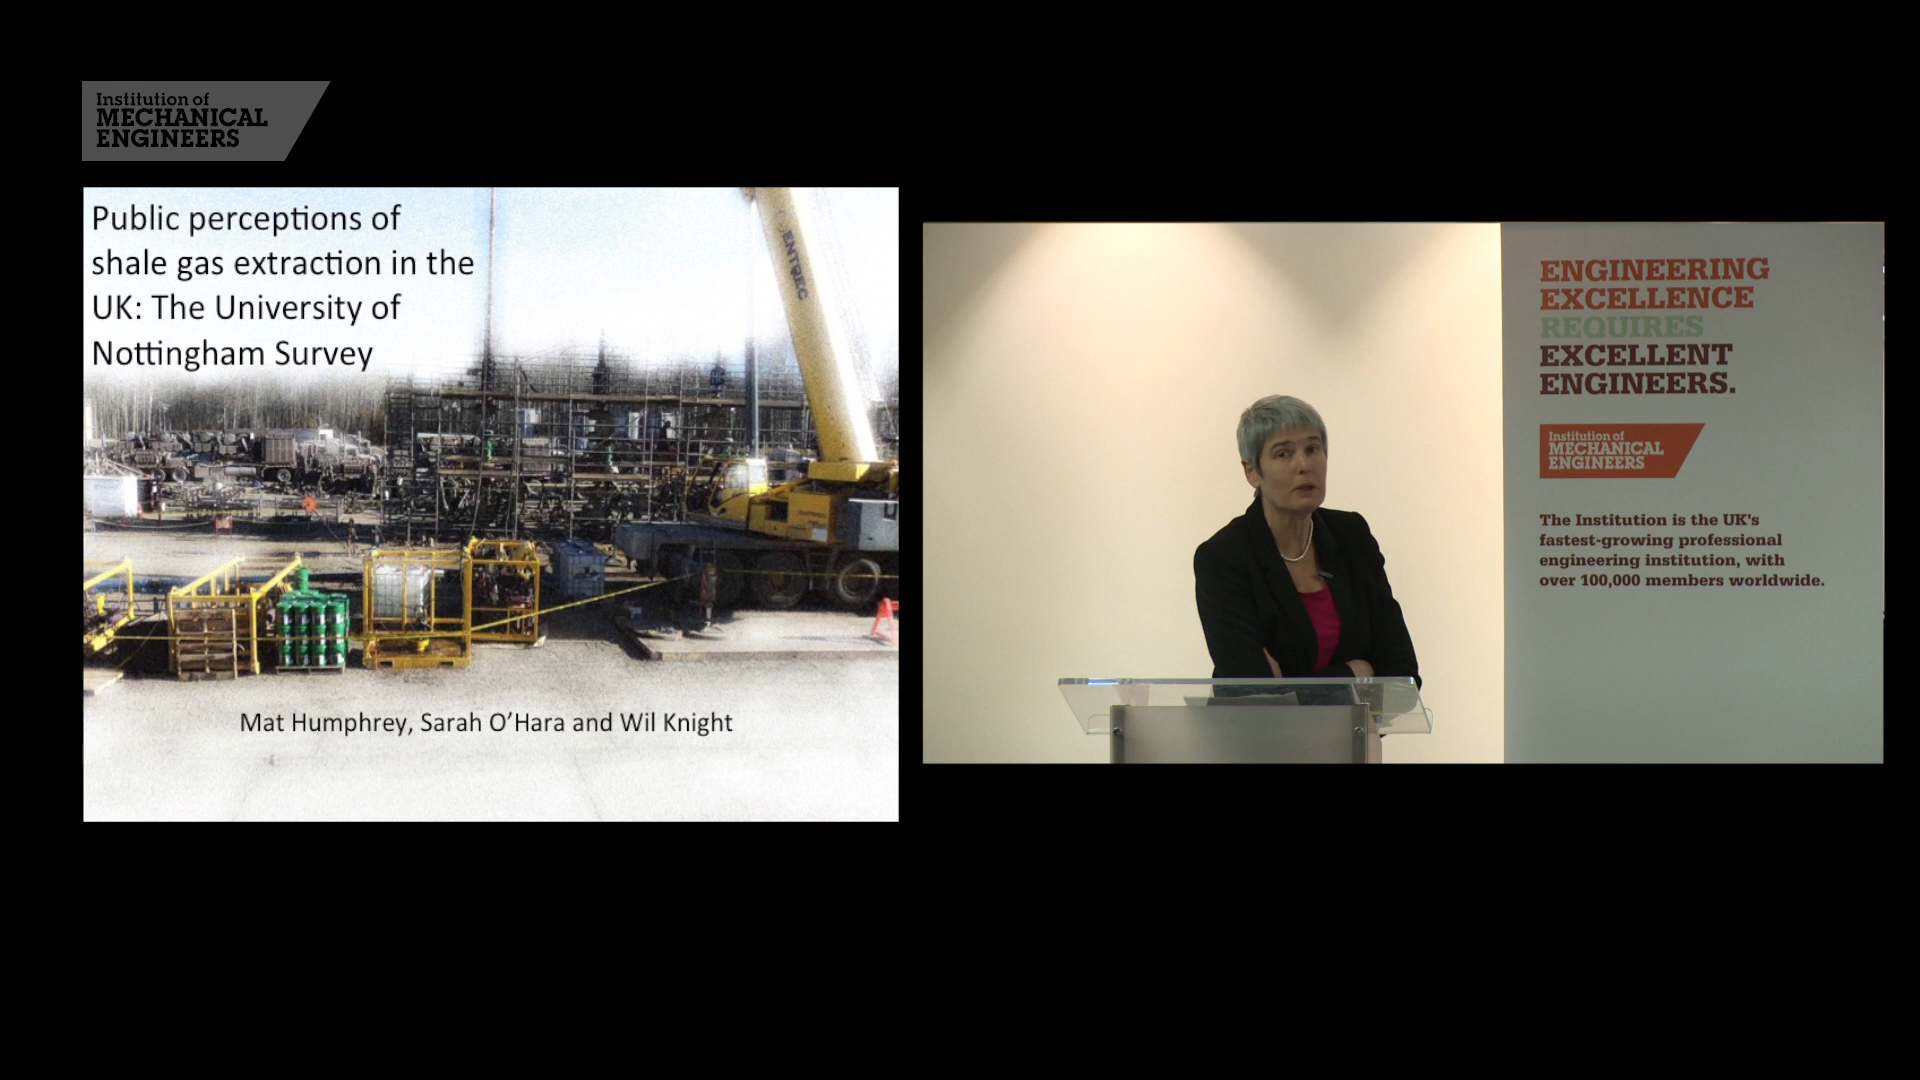 Institution of
MECHANICAL
ENGINEERS
Public perceptions of
shale gas extraction in the
UK: The University of
Nottingham Survey
CENTREC
Mat Humphrey, Sarah O'Hara and Wil Knight
ENGINEERING
EXCELLENCE
REQUIRES
EXCELLENT
ENGINEERS.
Institution of
MECHANICAL
ENGINEERS
The Institution is the UK's
fastest-growing professional
engineering institution, with
over 100,000 members worldwide.